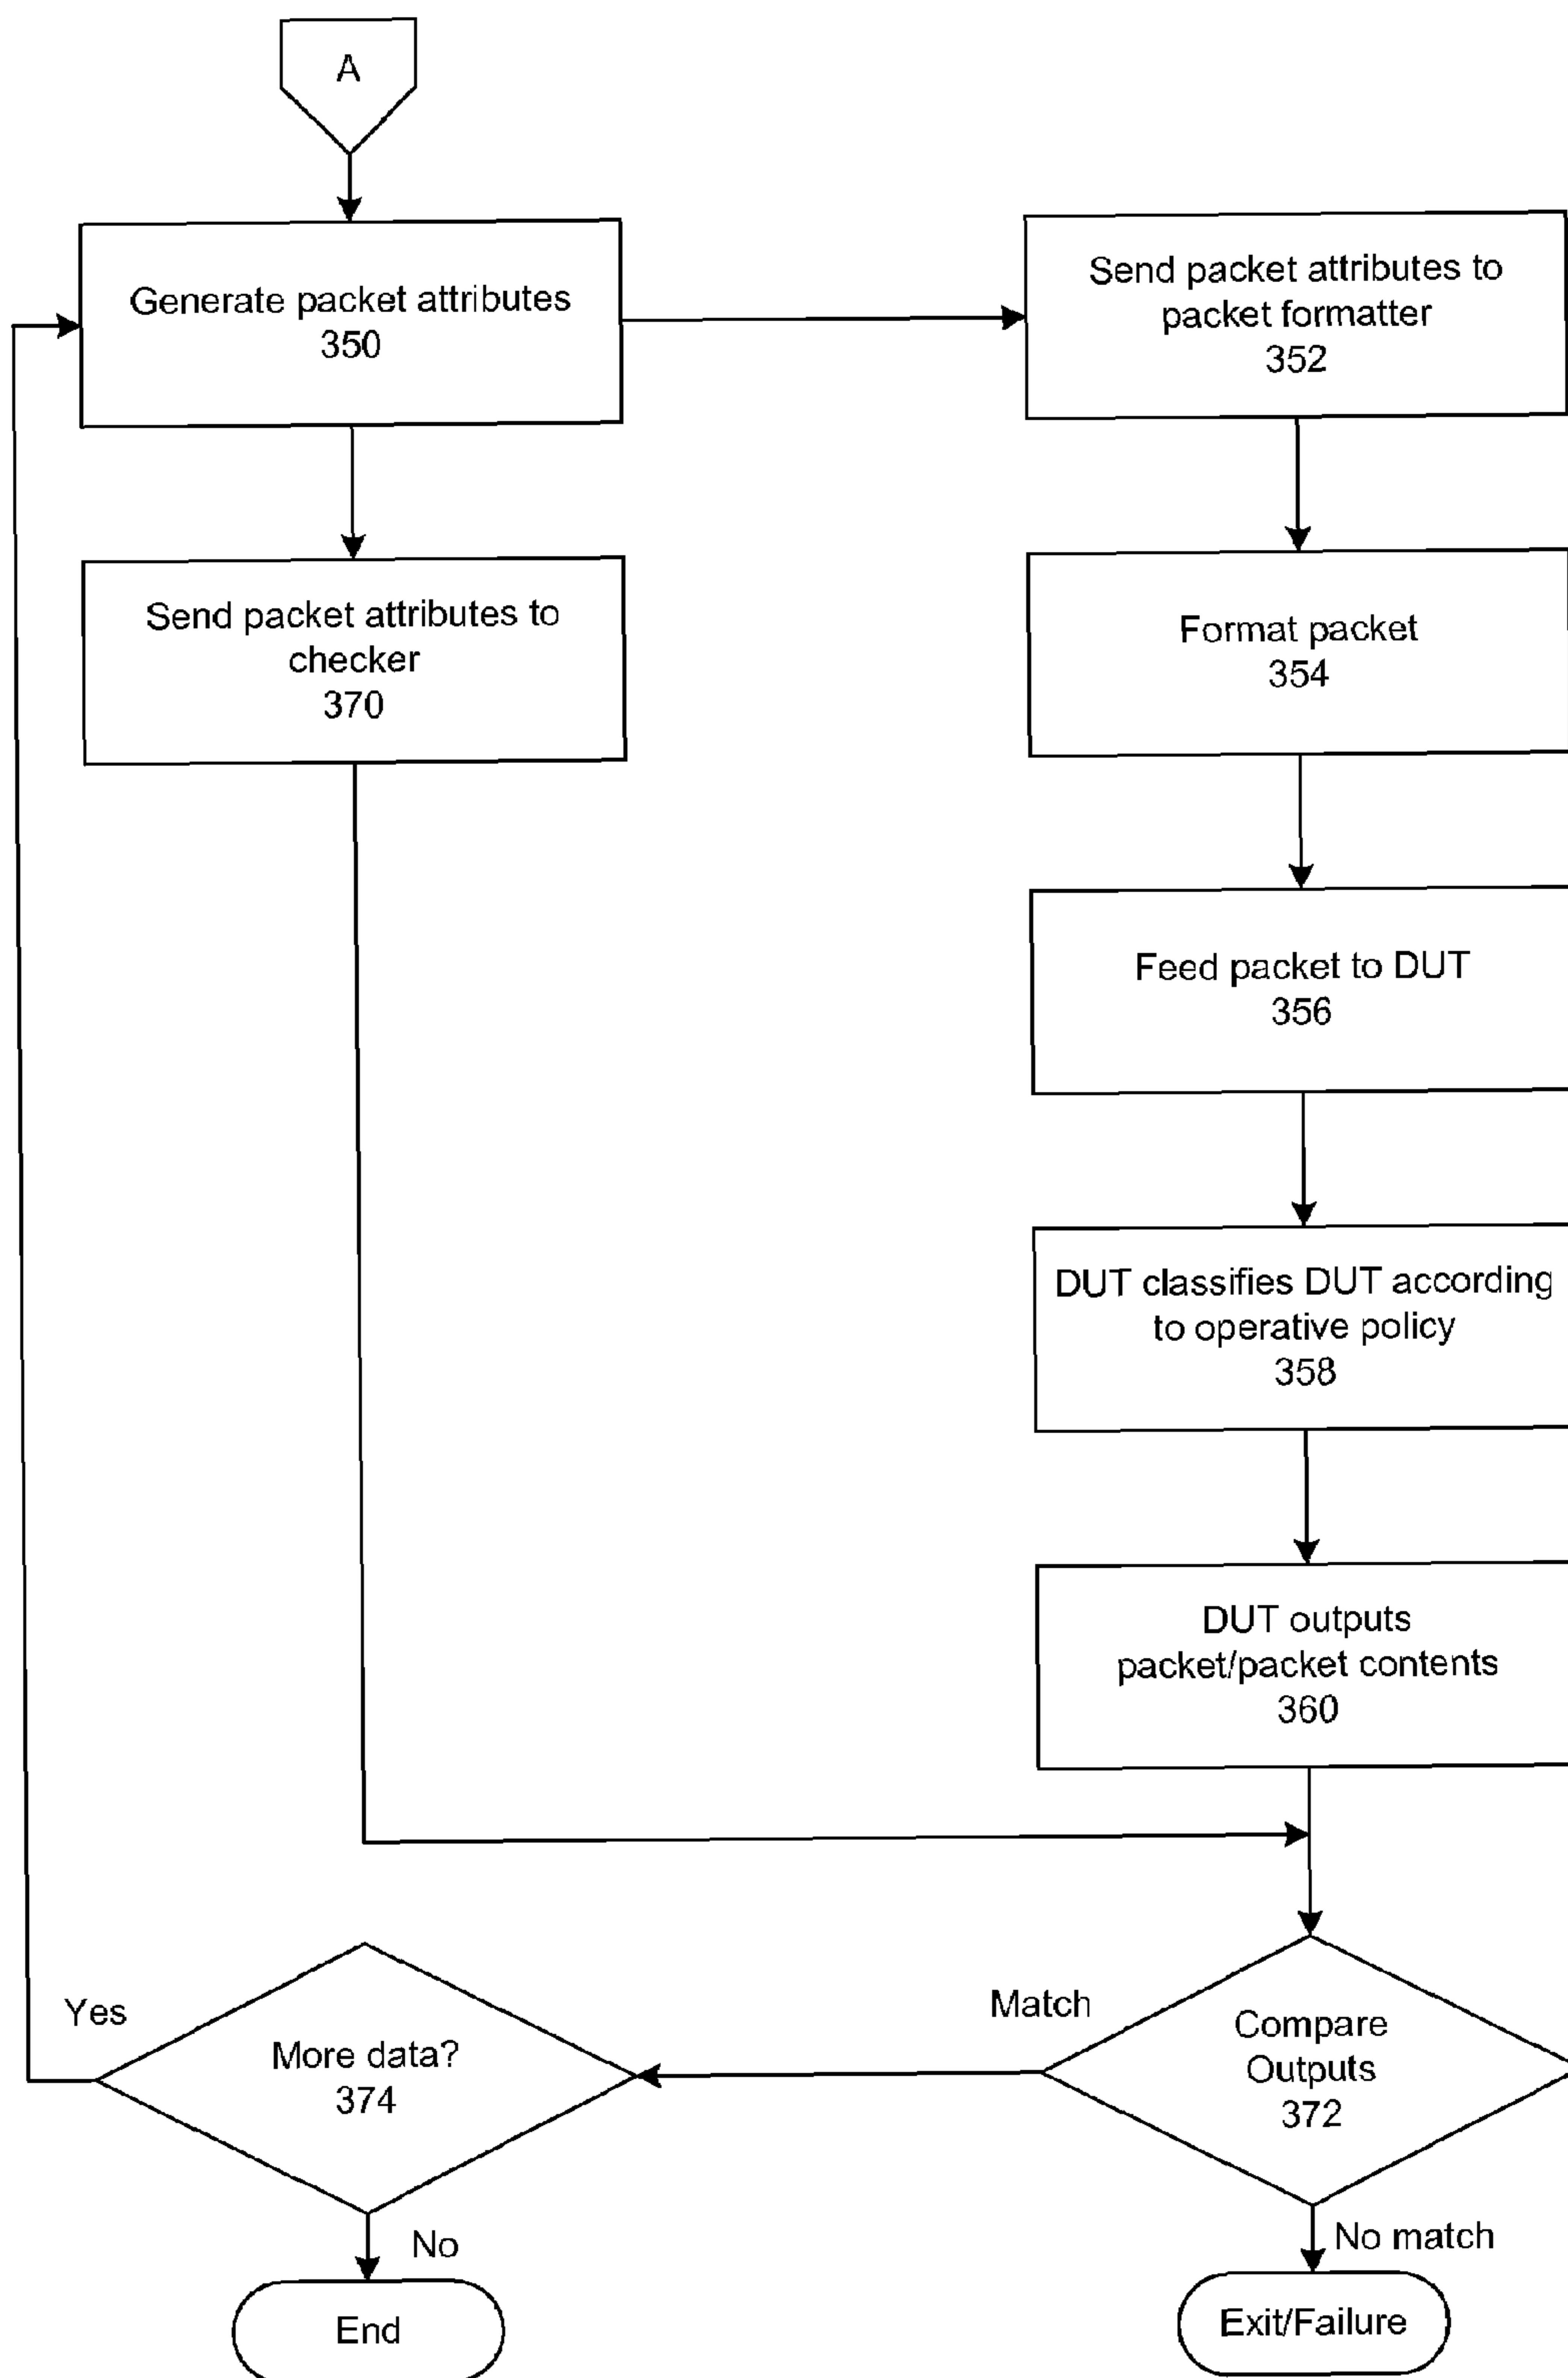 A
Generate packet attributes
350
Send packet attributes to
packet formatter
352
Send packet attributes to
checker
370
Format packet
354
Feed packet to DUT
356
DUT classifies DUT according
to operative policy
358
DUT outputs
packet/packet contents
360
Yes
More data?
374
Match
Compare
Outputs
372
No
No match
End
Exit/Failure